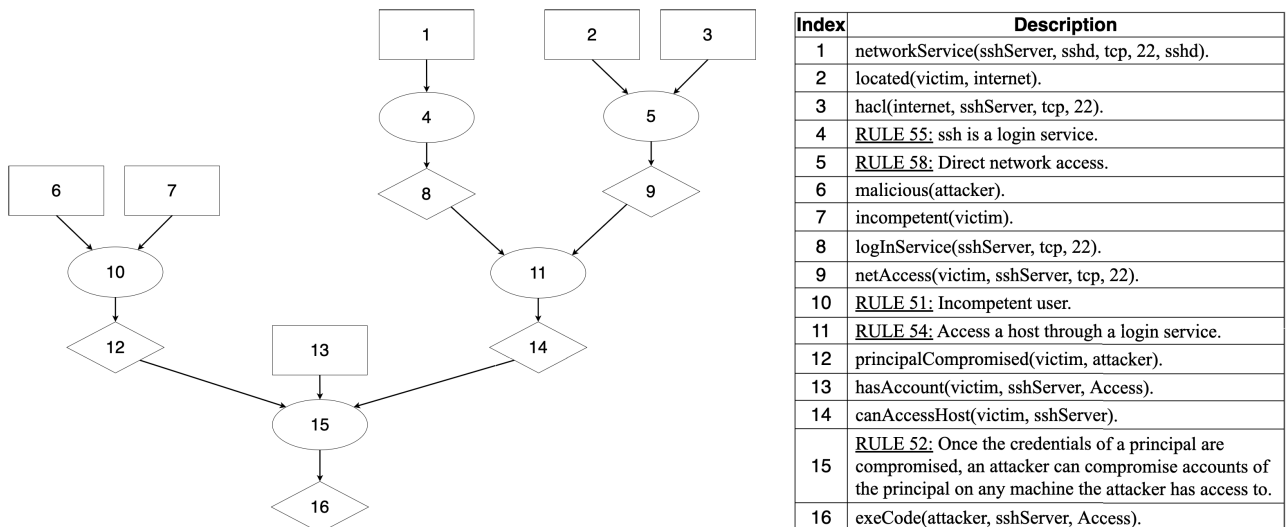 1
2
3
4
5
6
7
8
9
10
11
12
13
14
15
16
Index Description
1 networkService(sshServer, sshd, tcp, 22, sshd).
2 located(victim, internet).
3 hacl(internet, sshServer, tcp, 22).
4 RULE 55: ssh is a login service.
5 RULE 58: Direct network access.
6 malicious(attacker).
7 incompetent(victim).
8 logInService(sshServer, tcp, 22).
9 netAccess(victim, sshServer, tcp, 22).
10 RULE 51: Incompetent user.
11 RULE 54: Access a host through a login service.
12 principalCompromised(victim, attacker).
13 hasAccount(victim, sshServer, Access).
14 canAccessHost(victim, sshServer).
15 RULE 52: Once the credentials of a principal are
compromised, an attacker can compromise accounts of
the principal on any machine the attacker has access to.
16 exeCode(attacker, sshServer, Access).